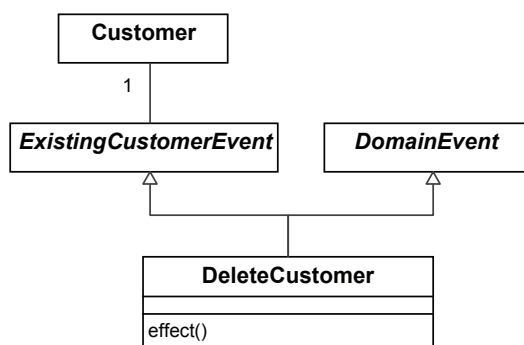 Customer
1
ExistingCustomerEvent
DomainEvent
DeleteCustomer
effect()